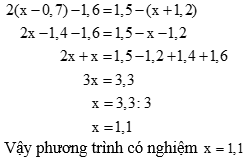 2(x−0,7)−1,6=1,5−(x+1,2)
2x−1,4−1,6=1,5−x−1,2
2x+x=1,5−1,2+1,4+1,6
3x=3,3
x=3,3:3
x=1,1
Vậy phương trình có nghiệm x=1,1